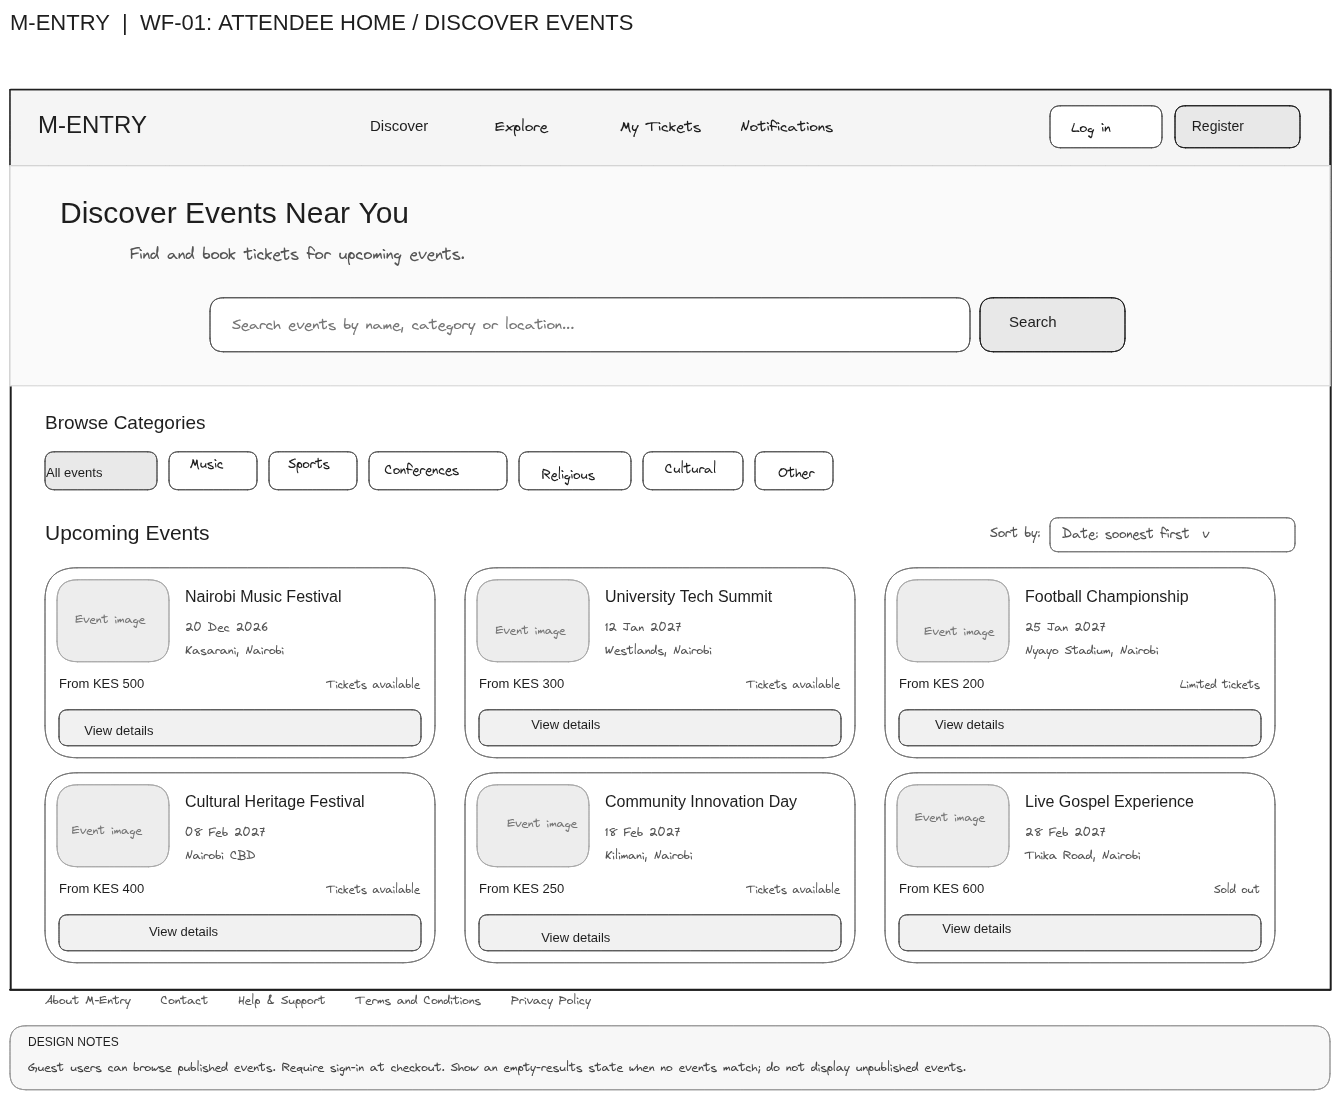 M-ENTRY | WF-01: ATTENDEE HOME / DISCOVER EVENTS
M-ENTRY Discover Explore My Tickets Notifications Log in Register
Discover Events Near You
Find and book tickets for upcoming events.
Search events by name, category or location... Search
Browse Categories
All events Music Sports Conferences Religious Cultural Other
Upcoming Events Sort by: Date: soonest first v
Event image Nairobi Music Festival
20 Dec 2026
Kasarani, Nairobi
From KES 500 Tickets available
View details
Event image University Tech Summit
12 Jan 2027
Westlands, Nairobi
From KES 300 Tickets available
View details
Event image Football Championship
25 Jan 2027
Nyayo Stadium, Nairobi
From KES 200 Limited tickets
View details
Event image Cultural Heritage Festival
08 Feb 2027
Nairobi CBD
From KES 400 Tickets available
View details
Event image Community Innovation Day
18 Feb 2027
Kilimani, Nairobi
From KES 250 Tickets available
View details
Event image Live Gospel Experience
28 Feb 2027
Thika Road, Nairobi
From KES 600 Sold out
View details
About M-Entry Contact Help & Support Terms and Conditions Privacy Policy
DESIGN NOTES
Guest users can browse published events. Require sign-in at checkout. Show an empty-results state when no events match; do not display unpublished events.